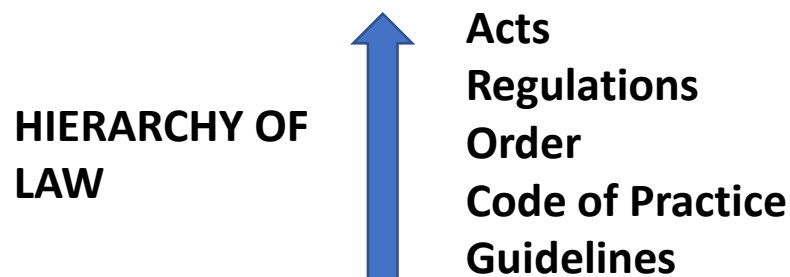 HIERARCHY OF
LAW
Acts
Regulations
Order
Code of Practice
Guidelines